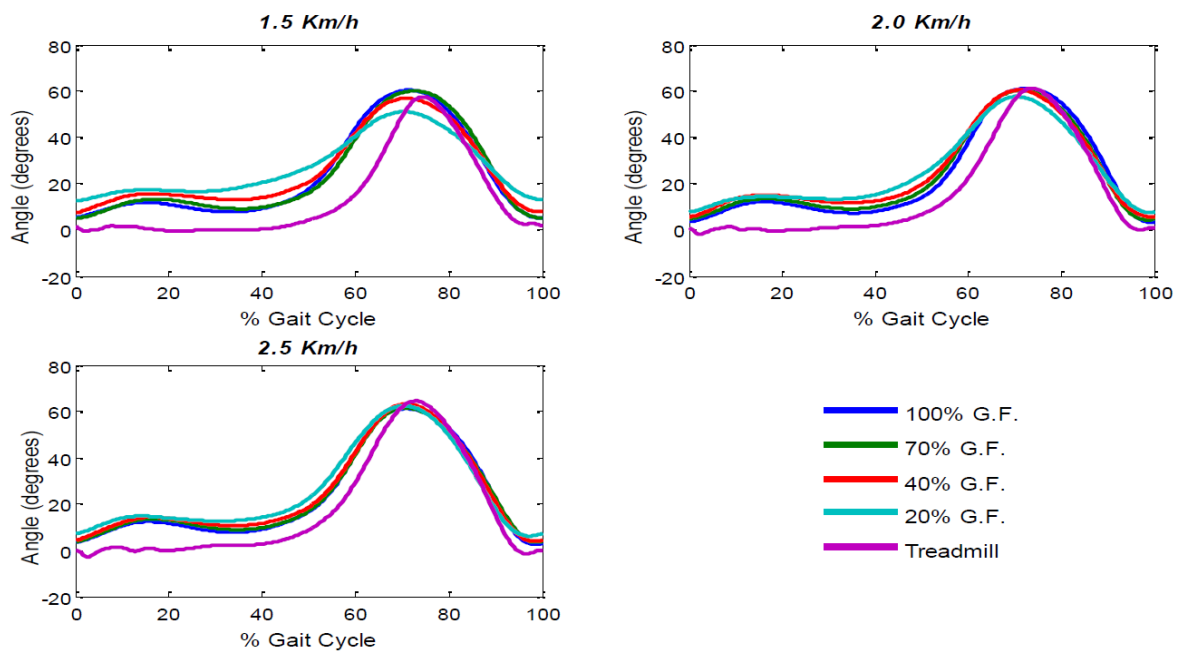 1.5 Km/h
80
60
40
20
0
-20
Angle (degrees)
0 20 40 60 80 100
% Gait Cycle
2.0 Km/h
80
60
40
20
0
-20
Angle (degrees)
0 20 40 60 80 100
% Gait Cycle
2.5 Km/h
80
60
40
20
0
-20
Angle (degrees)
0 20 40 60 80 100
% Gait Cycle
100% G.F.
70% G.F.
40% G.F.
20% G.F.
Treadmill